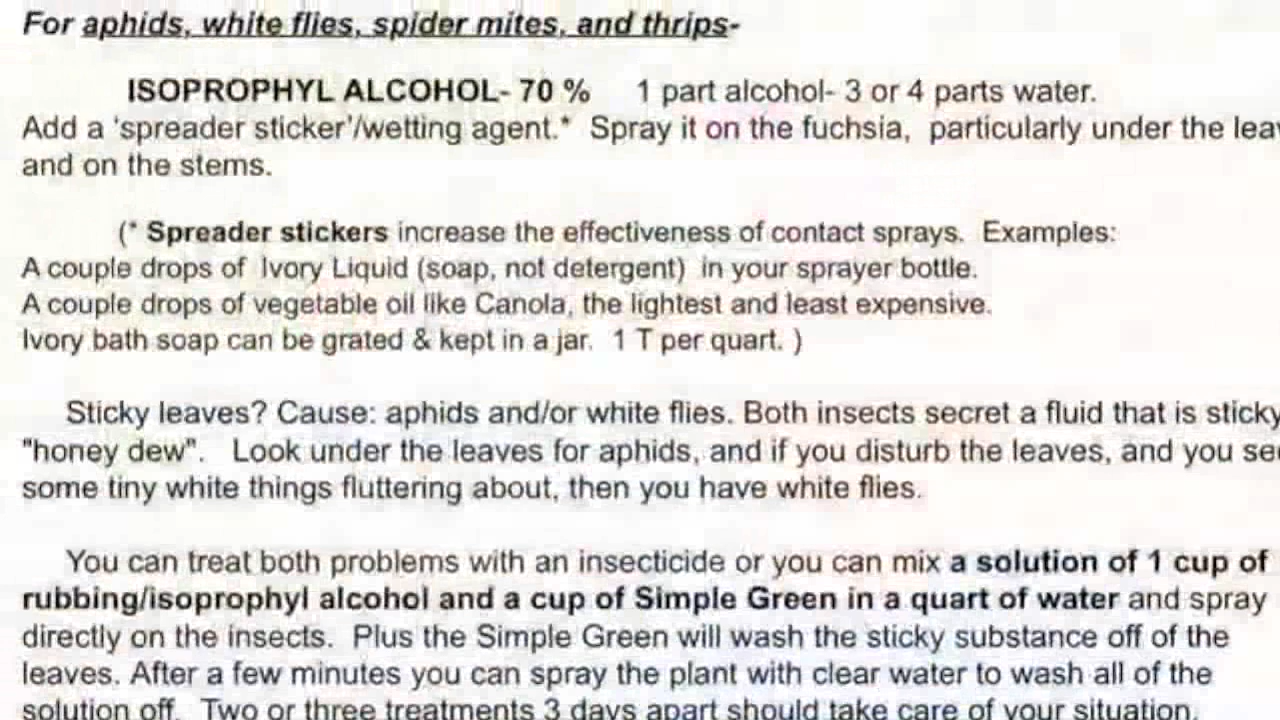 For aphids, white flies, spider mites, and thrips-
ISOPROPHYL ALCOHOL- 70 % 1 part alcohol- 3 or 4 parts water.
Add a 'spreader sticker'/wetting agent.* Spray it on the fuchsia, particularly under the leav
and on the stems.
(* Spreader stickers increase the effectiveness of contact sprays. Examples:
A couple drops of Ivory Liquid (soap, not detergent) in your sprayer bottle.
A couple drops of vegetable oil like Canola, the lightest and least expensive.
Ivory bath soap can be grated & kept in a jar. 1 T per quart. )
Sticky leaves? Cause: aphids and/or white flies. Both insects secret a fluid that is sticky
"honey dew". Look under the leaves for aphids, and if you disturb the leaves, and you see
some tiny white things fluttering about, then you have white flies.
You can treat both problems with an insecticide or you can mix a solution of 1 cup of
rubbing/isoprophyl alcohol and a cup of Simple Green in a quart of water and spray
directly on the insects. Plus the Simple Green will wash the sticky substance off of the
leaves. After a few minutes you can spray the plant with clear water to wash all of the
solution off. Two or three treatments 3 days apart should take care of your situation.